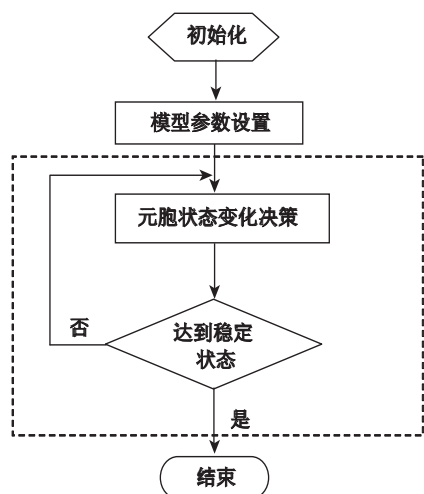 初始化
模型参数设置
元胞状态变化决策
达到稳定
状态
否
是
结束